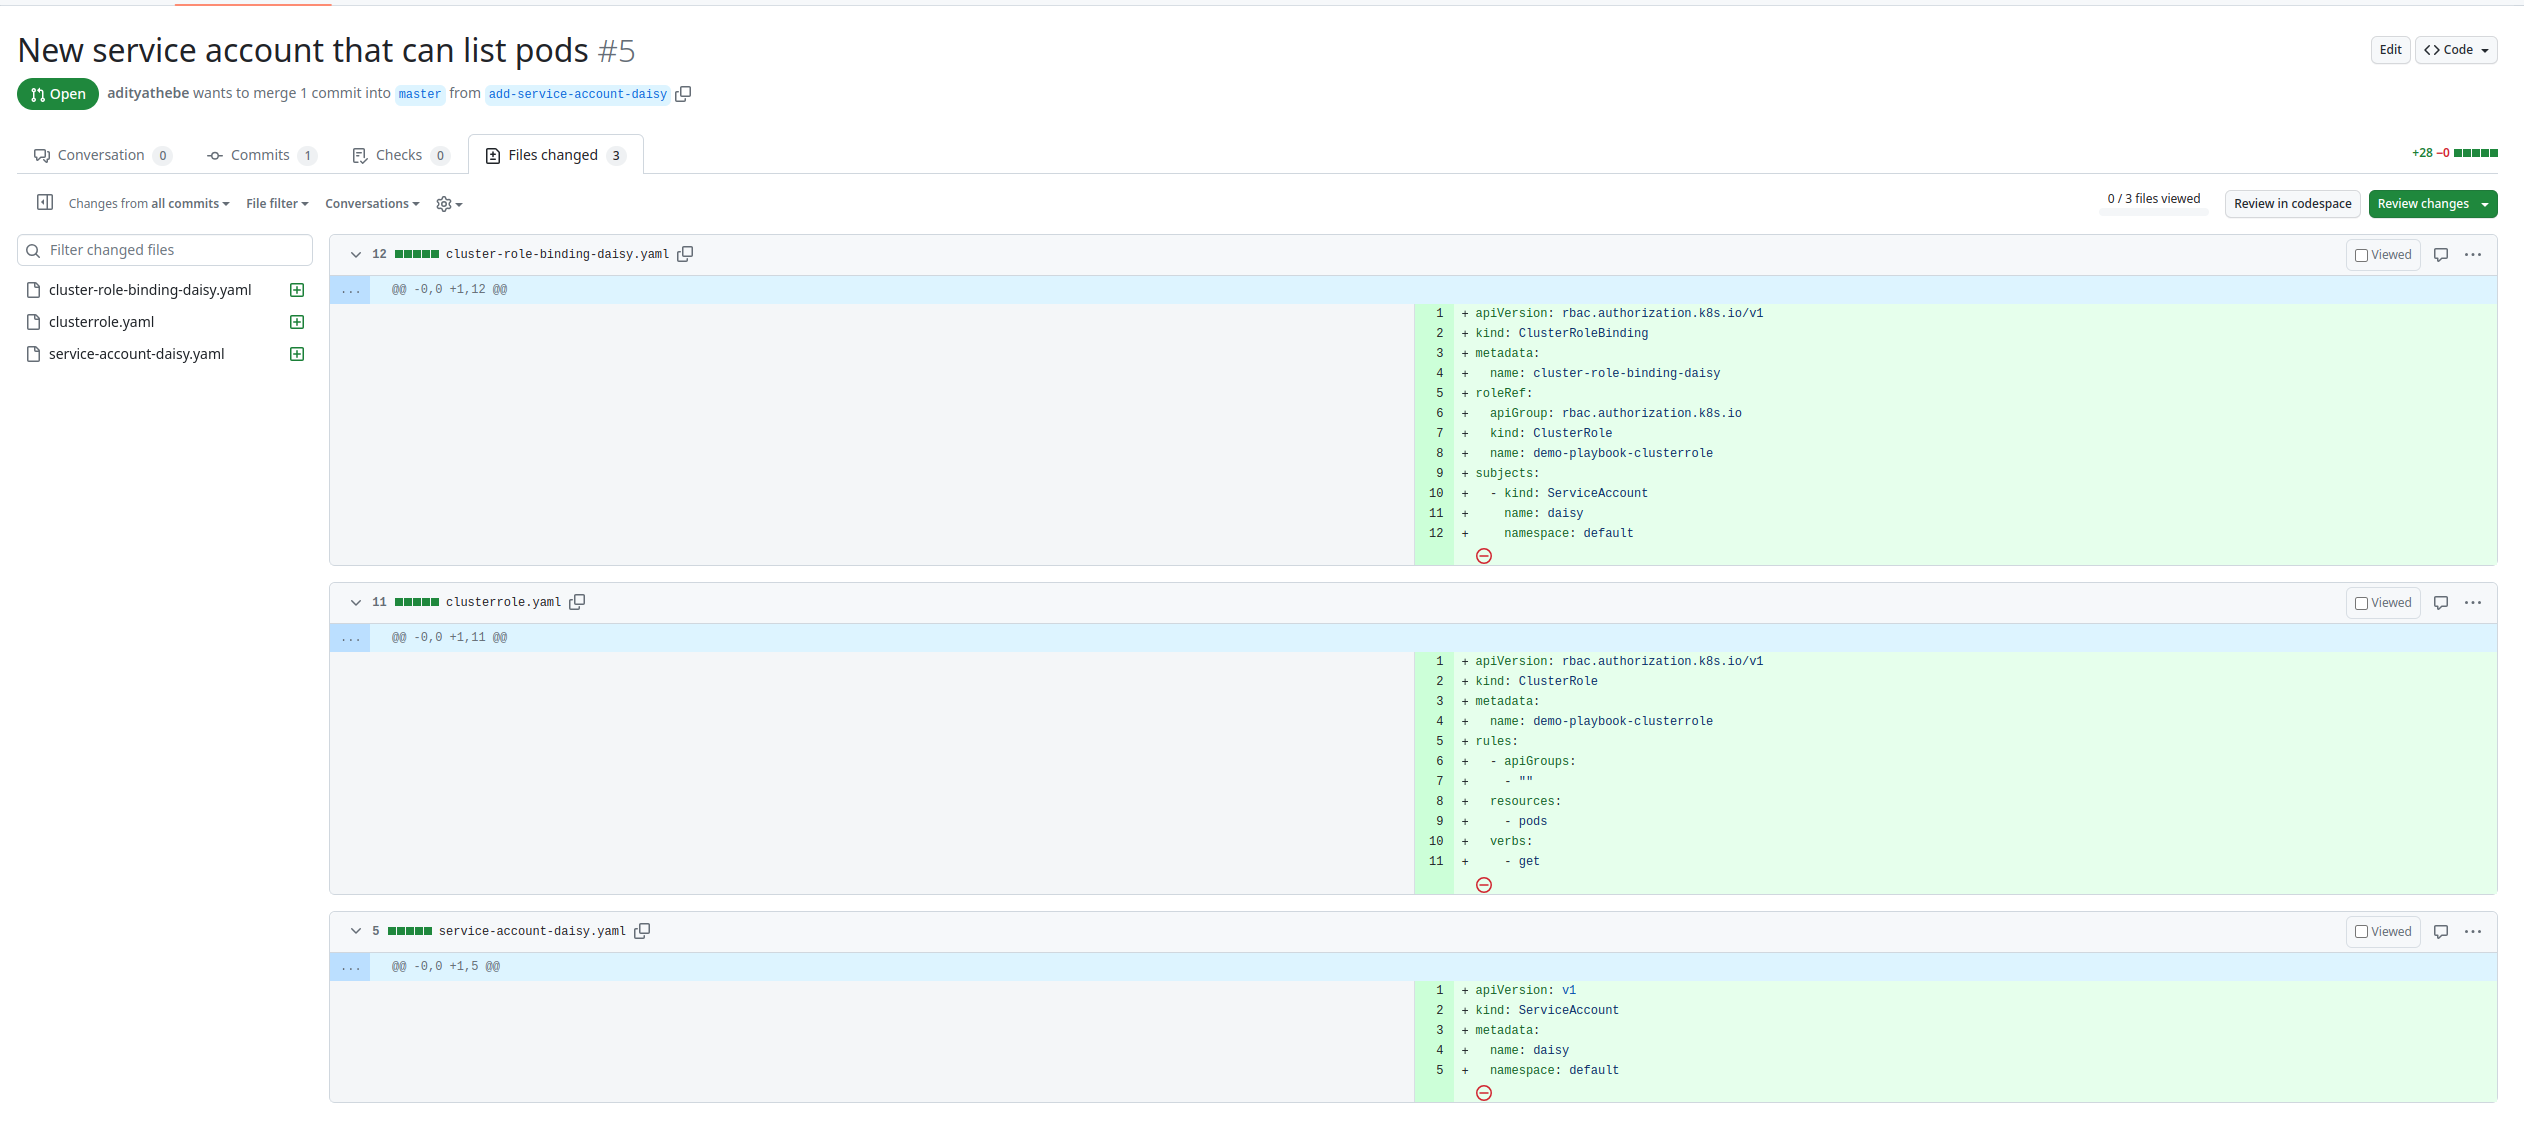 New service account that can list pods #5
Edit
Code
Open
adityathebe wants to merge 1 commit into master from add-service-account-daisy
Conversation 0
Commits 1
Checks 0
Files changed 3
+28 −0
Changes from all commits
File filter
Conversations
0 / 3 files viewed
Review in codespace
Review changes
Filter changed files
cluster-role-binding-daisy.yaml
clusterrole.yaml
service-account-daisy.yaml
12 cluster-role-binding-daisy.yaml
Viewed
... @@ -0,0 +1,12 @@
1 + apiVersion: rbac.authorization.k8s.io/v1
2 + kind: ClusterRoleBinding
3 + metadata:
4 +   name: cluster-role-binding-daisy
5 + roleRef:
6 +   apiGroup: rbac.authorization.k8s.io
7 +   kind: ClusterRole
8 +   name: demo-playbook-clusterrole
9 + subjects:
10 +   - kind: ServiceAccount
11 +     name: daisy
12 +     namespace: default
11 clusterrole.yaml
Viewed
... @@ -0,0 +1,11 @@
1 + apiVersion: rbac.authorization.k8s.io/v1
2 + kind: ClusterRole
3 + metadata:
4 +   name: demo-playbook-clusterrole
5 + rules:
6 +   - apiGroups:
7 +     - ""
8 +   resources:
9 +     - pods
10 +   verbs:
11 +     - get
5 service-account-daisy.yaml
Viewed
... @@ -0,0 +1,5 @@
1 + apiVersion: v1
2 + kind: ServiceAccount
3 + metadata:
4 +   name: daisy
5 +   namespace: default